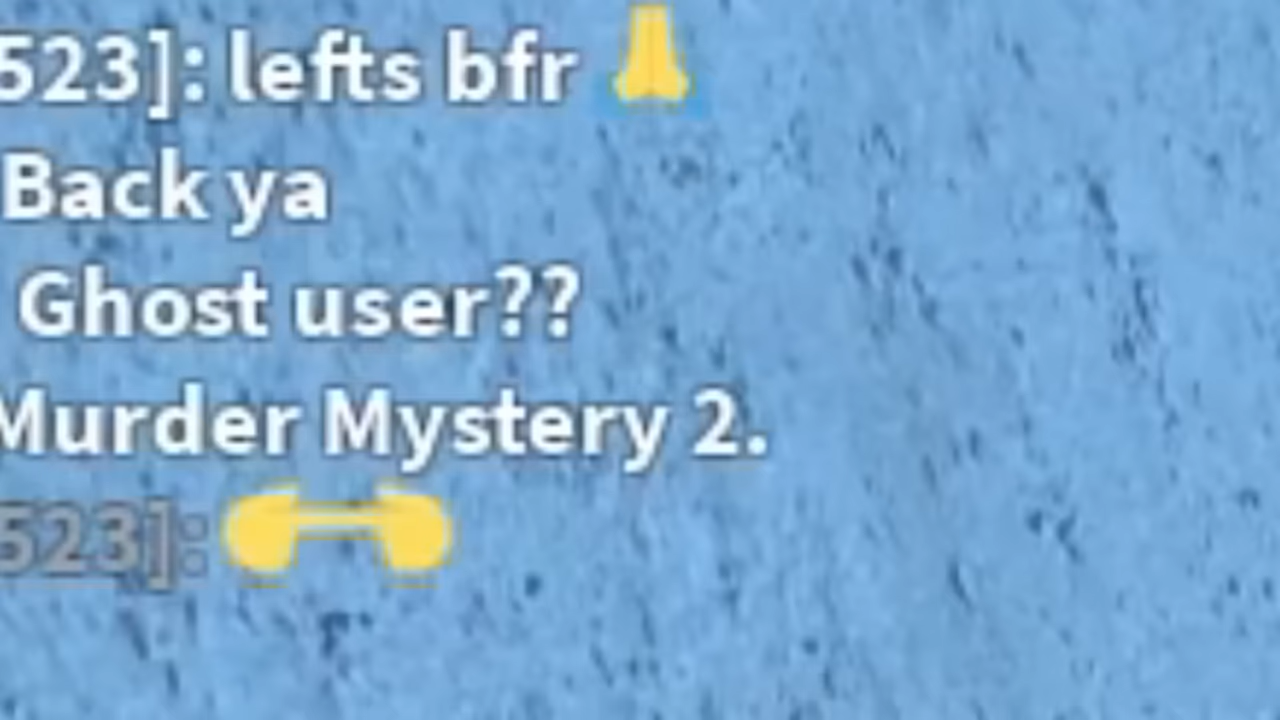 523]: lefts bfr 🙏
Back ya
Ghost user??
Murder Mystery 2.
523]: 👉👈